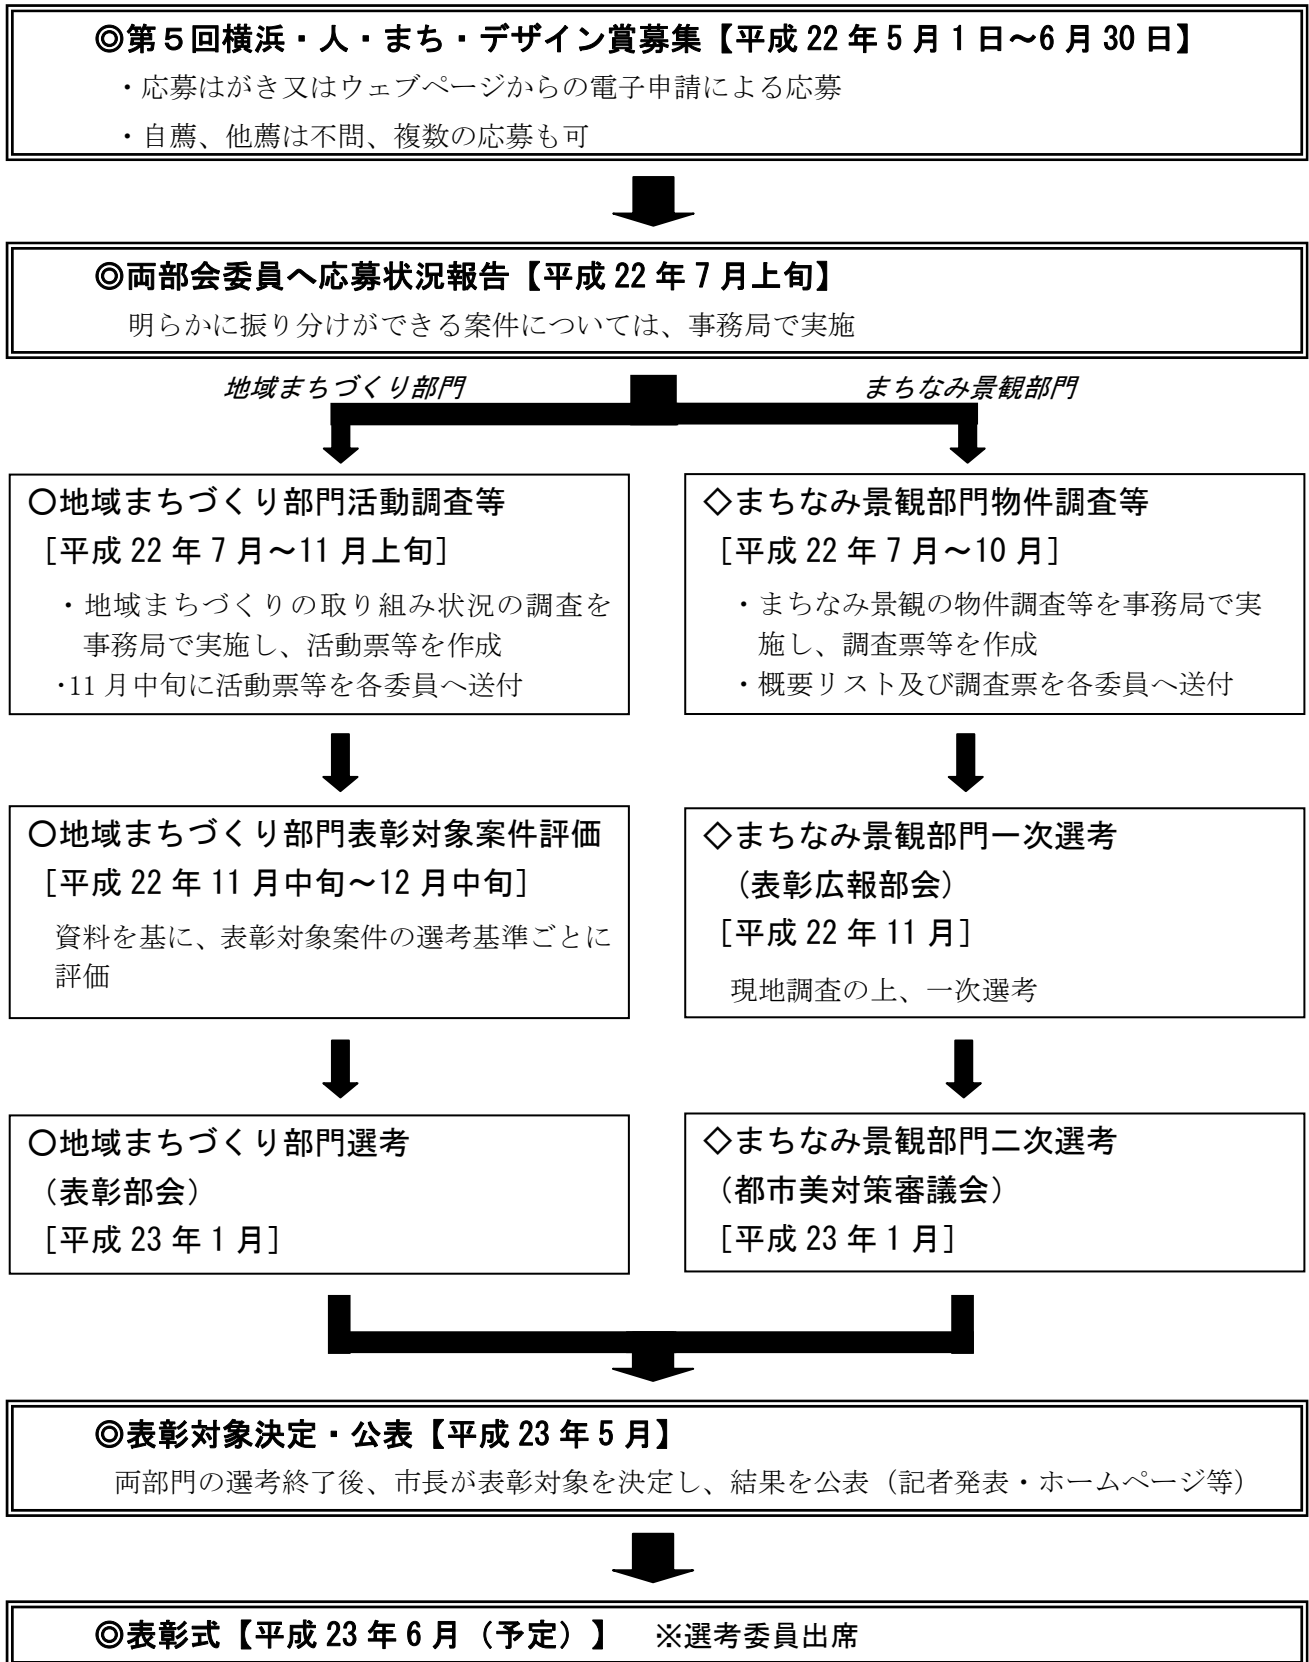 ◎第５回横浜・人・まち・デザイン賞募集【平成 22 年 5 月 1 日～6 月 30 日】
・応募はがき又はウェブページからの電子申請による応募
・自薦、他薦は不問、複数の応募も可
◎両部会委員へ応募状況報告【平成 22 年 7 月上旬】
明らかに振り分けができる案件については、事務局で実施
地域まちづくり部門
まちなみ景観部門
〇地域まちづくり部門活動調査等
［平成 22 年 7 月～11 月上旬］
・地域まちづくりの取り組み状況の調査を
事務局で実施し、活動票等を作成
・11 月中旬に活動票等を各委員へ送付
◇まちなみ景観部門物件調査等
［平成 22 年 7 月～10 月］
・まちなみ景観の物件調査等を事務局で実
施し、調査票等を作成
・概要リスト及び調査票を各委員へ送付
〇地域まちづくり部門表彰対象案件評価
［平成 22 年 11 月中旬～12 月中旬］
資料を基に、表彰対象案件の選考基準ごとに
評価
◇まちなみ景観部門一次選考
（表彰広報部会）
［平成 22 年 11 月］
現地調査の上、一次選考
〇地域まちづくり部門選考
（表彰部会）
［平成 23 年 1 月］
◇まちなみ景観部門二次選考
（都市美対策審議会）
［平成 23 年 1 月］
◎表彰対象決定・公表【平成 23 年 5 月】
両部門の選考終了後、市長が表彰対象を決定し、結果を公表（記者発表・ホームページ等）
◎表彰式【平成 23 年 6 月（予定）】　※選考委員出席